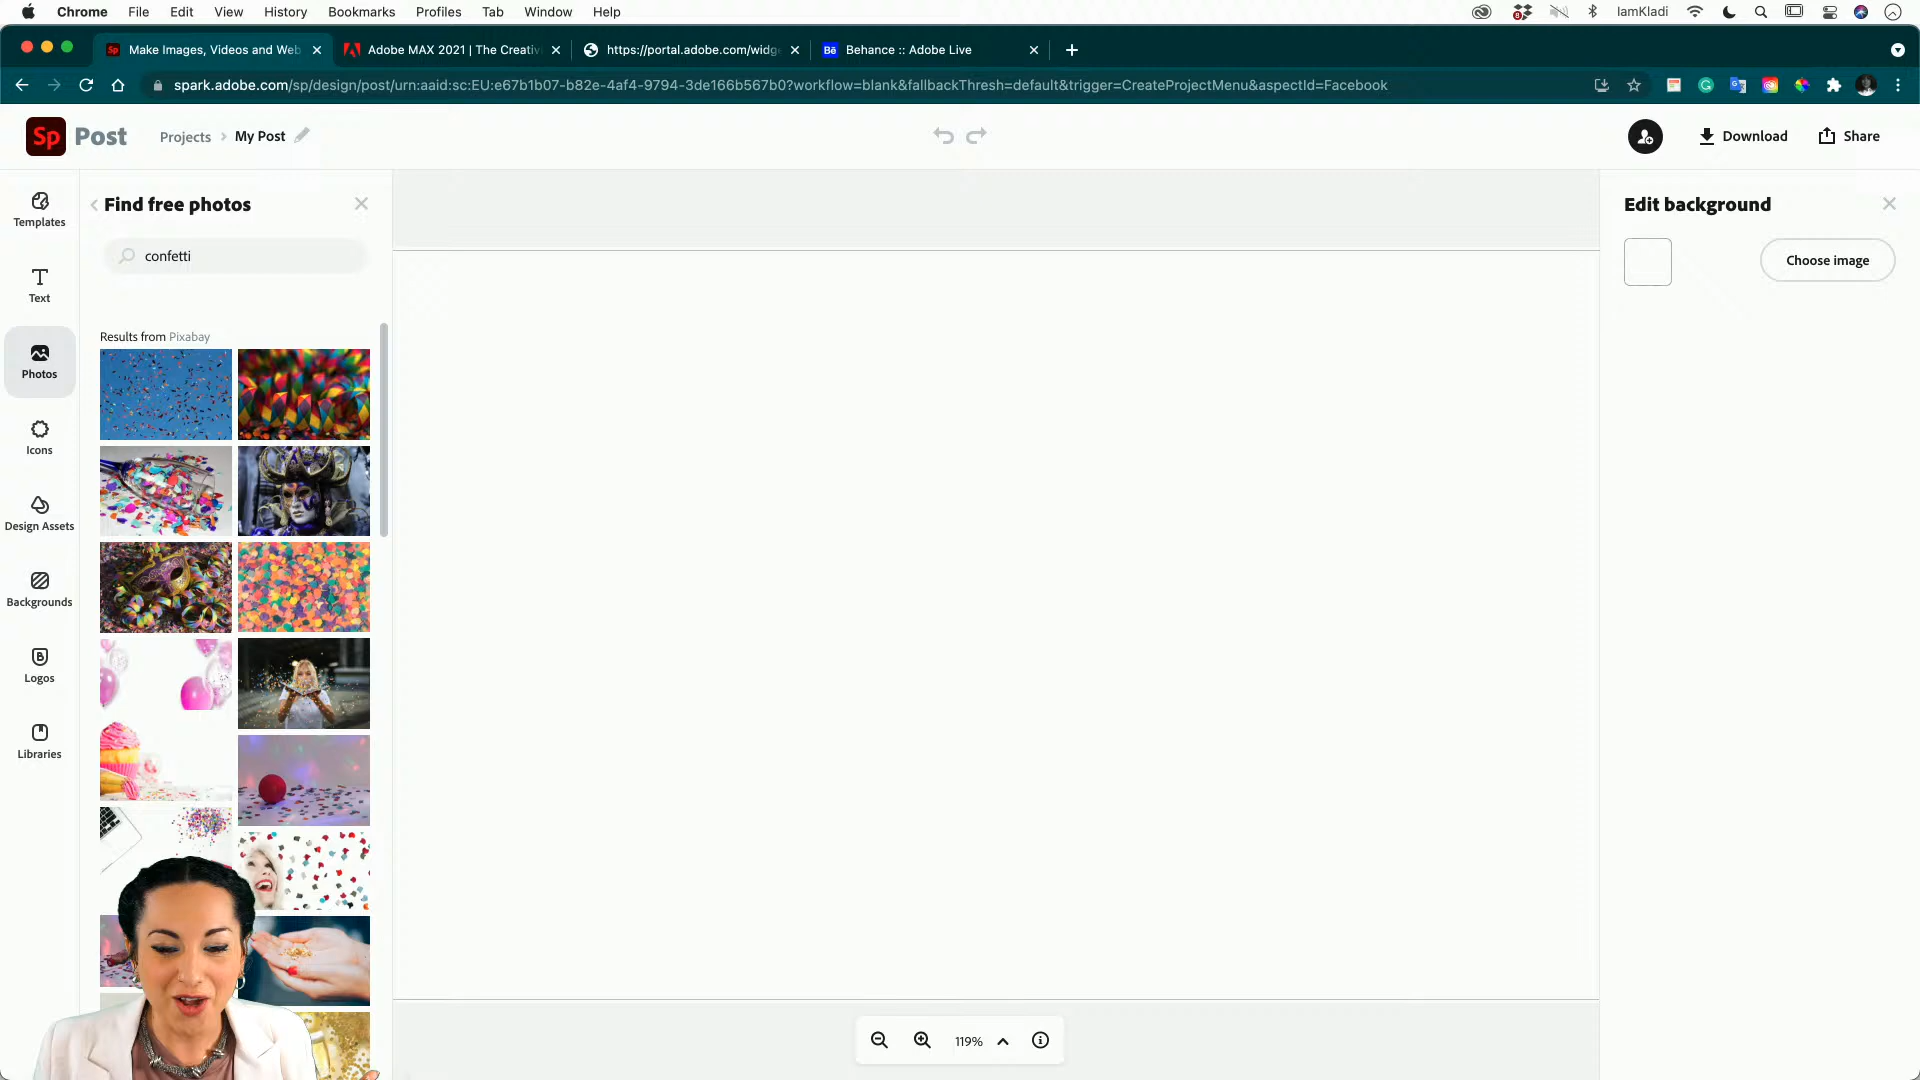 Chrome File Edit View History Bookmarks Profiles Tab Window Help
IamKladi
Make Images, Videos and Web
Adobe MAX 2021 | The Creativ
https://portal.adobe.com/widg
Bē Behance :: Adobe Live
spark.adobe.com/sp/design/post/urn:aaid:sc:EU:e67b1b07-b82e-4af4-9794-3de166b567b0?workflow=blank&fallbackThresh=default&trigger=CreateProjectMenu&aspectId=Facebook
Sp Post Projects > My Post
Download
Share
Templates
Text
Photos
Icons
Design Assets
Backgrounds
Logos
Libraries
Find free photos
confetti
Results from Pixabay
119%
Edit background
Choose image